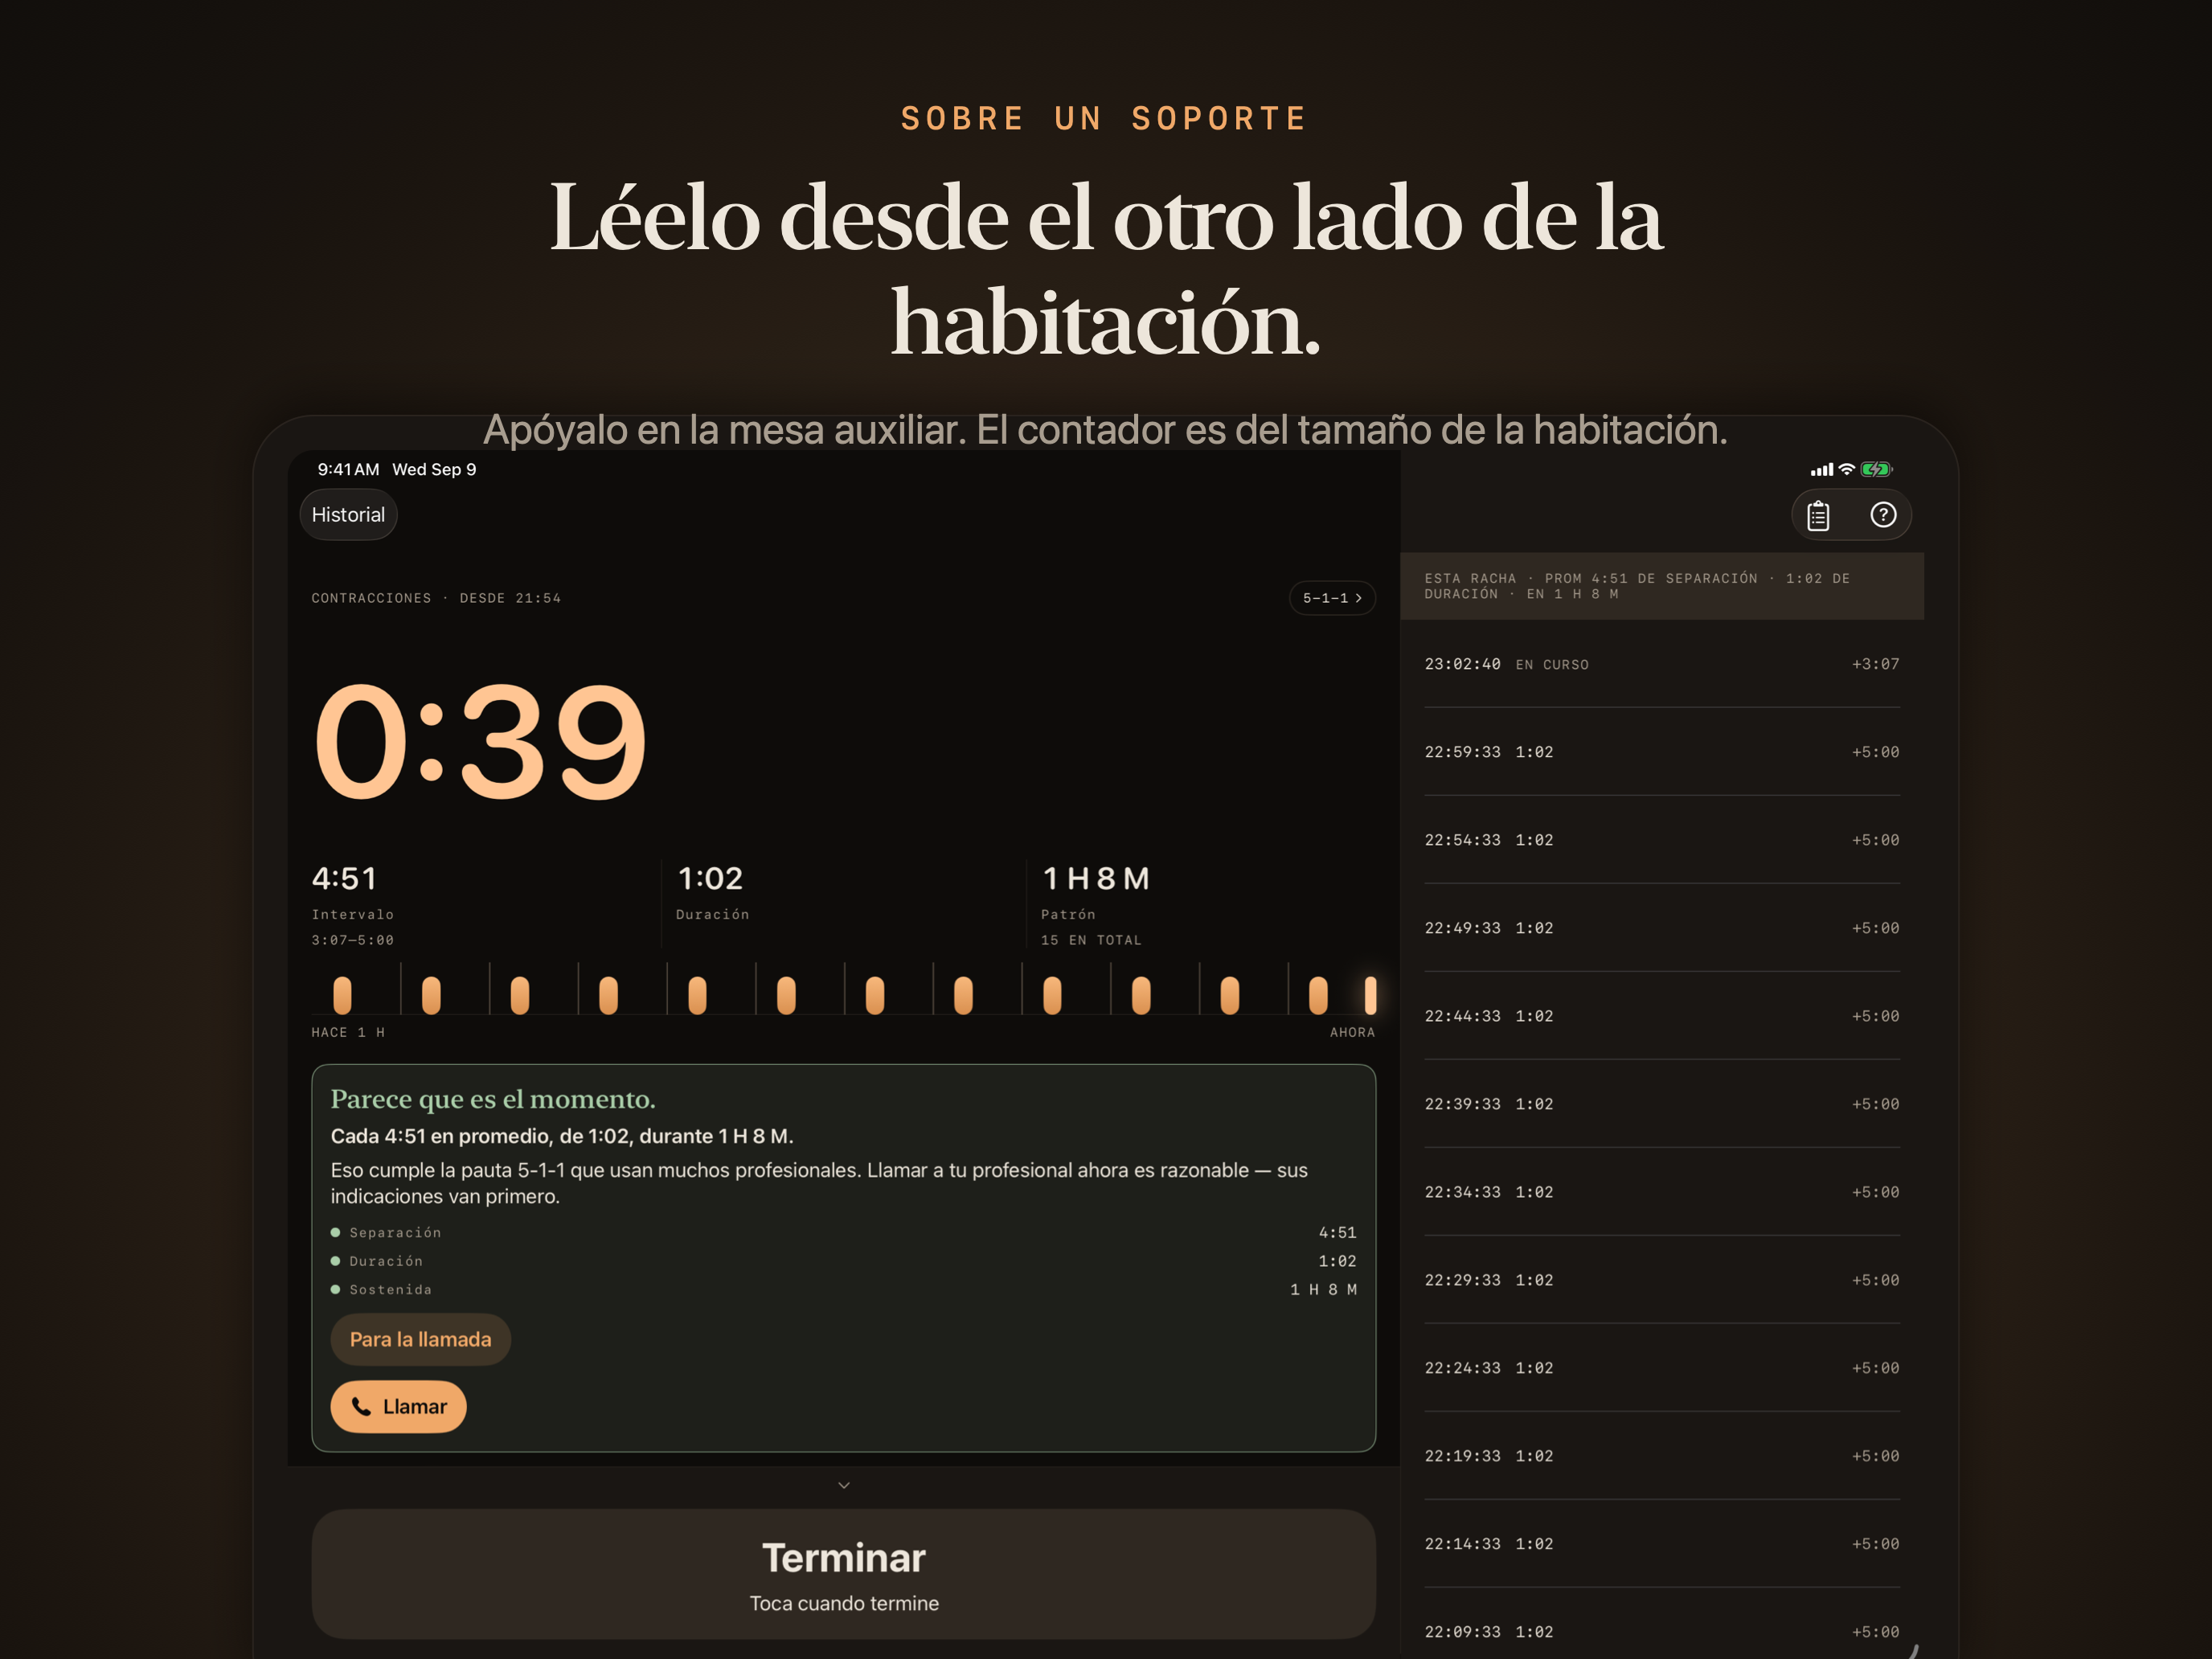 SOBRE UN SOPORTE
Léelo desde el otro lado de la
habitación.
Apóyalo en la mesa auxiliar. El contador es del tamaño de la habitación.
9:41 AM Wed Sep 9
Historial
CONTRACCIONES · DESDE 21:54
5-1-1 >
0:39
4:51
Intervalo
3:07–5:00
1:02
Duración
1 H 8 M
Patrón
15 EN TOTAL
HACE 1 H
AHORA
Parece que es el momento.
Cada 4:51 en promedio, de 1:02, durante 1 H 8 M.
Eso cumple la pauta 5-1-1 que usan muchos profesionales. Llamar a tu profesional ahora es razonable — sus
indicaciones van primero.
Separación 4:51
Duración 1:02
Sostenida 1 H 8 M
Para la llamada
Llamar
Terminar
Toca cuando termine
ESTA RACHA · PROM 4:51 DE SEPARACIÓN · 1:02 DE
DURACIÓN · EN 1 H 8 M
23:02:40 EN CURSO +3:07
22:59:33 1:02 +5:00
22:54:33 1:02 +5:00
22:49:33 1:02 +5:00
22:44:33 1:02 +5:00
22:39:33 1:02 +5:00
22:34:33 1:02 +5:00
22:29:33 1:02 +5:00
22:24:33 1:02 +5:00
22:19:33 1:02 +5:00
22:14:33 1:02 +5:00
22:09:33 1:02 +5:00